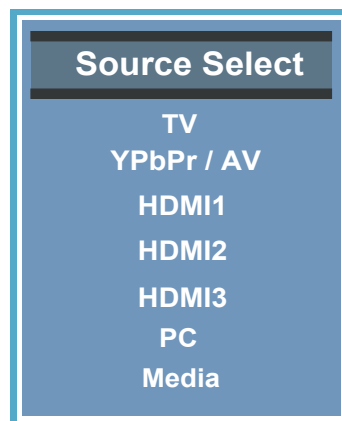 Source Select
TV
YPbPr / AV
HDMI1
HDMI2
HDMI3
PC
Media